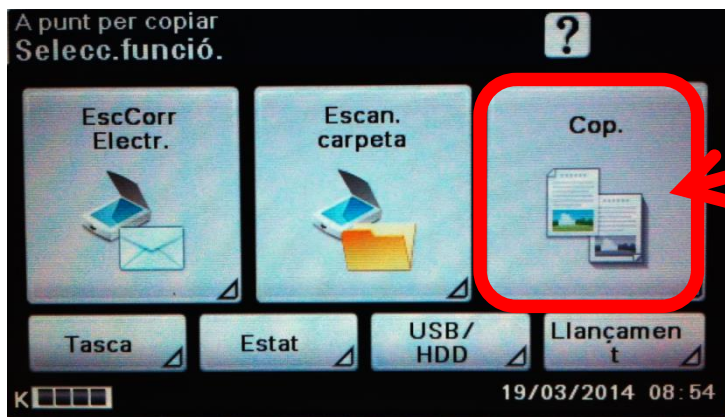 A punt per copiar
Selecc.funció.
?
EscCorr
Electr.
Escan.
carpeta
Cop.
Tasca
Estat
USB/
HDD
Llançamen
t
K
19/03/2014 08:54